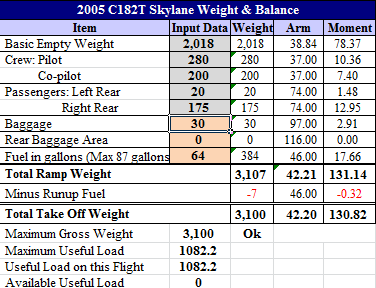 2005 C182T Skylane Weight & Balance
Item Input Data Weight Arm Moment
Basic Empty Weight 2,018 2,018 38.84 78.37
Crew: Pilot 280 280 37.00 10.36
Co-pilot 200 200 37.00 7.40
Passengers: Left Rear 20 20 74.00 1.48
Right Rear 175 175 74.00 12.95
Baggage 30 30 97.00 2.91
Rear Baggage Area 0 0 116.00 0.00
Fuel in gallons (Max 87 gallons 64 384 46.00 17.66
Total Ramp Weight 3,107 42.21 131.14
Minus Runup Fuel -7 46.00 -0.32
Total Take Off Weight 3,100 42.20 130.82
Maximum Gross Weight 3,100 Ok
Maximum Useful Load 1082.2
Useful Load on this Flight 1082.2
Available Useful Load 0